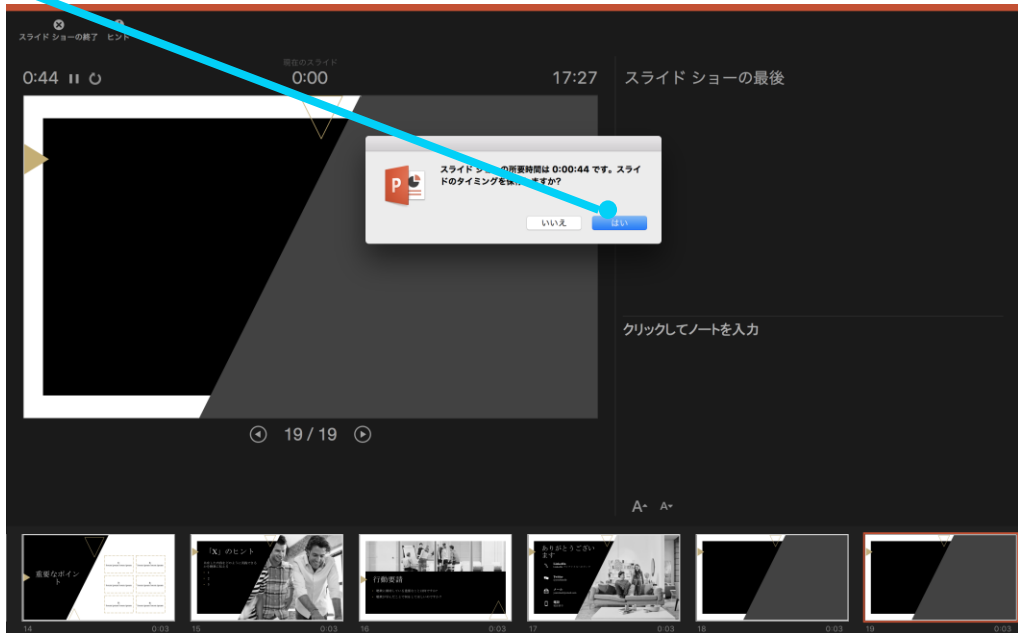 スライド ショーの終了 ヒント
現在のスライド
0:44
0:00
17:27
スライド ショーの最後
スライド ショーの所要時間は 0:00:44 です。スライ
ドのタイミングを保存しますか?
いいえ
はい
クリックしてノートを入力
19 / 19
A A
重要なポイン
ト
「X」のヒント
行動要請
ありがとうござい
ます
14 0:03
15 0:03
16 0:03
17 0:03
18 0:03
19 0:03